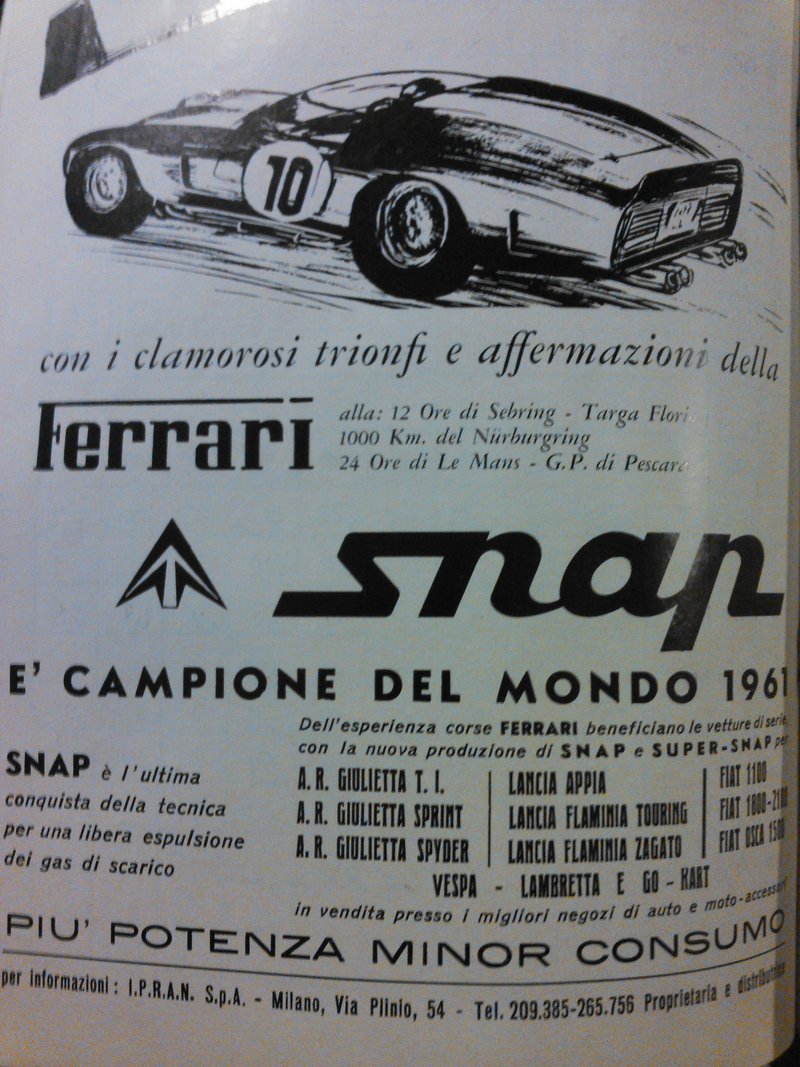 10
con i clamorosi trionfi e affermazioni della
Ferrari
alla: 12 Ore di Sebring - Targa Flori
1000 Km. del Nürburgring
24 Ore di Le Mans - G.P. di Pescara
snap
E' CAMPIONE DEL MONDO 1961
Dell'esperienza corse FERRARI beneficiano le vetture di serie,
con la nuova produzione di SNAP e SUPER-SNAP per
SNAP è l'ultima
conquista della tecnica
per una libera espulsione
dei gas di scarico
A. R. GIULIETTA T. I.
A. R. GIULIETTA SPRINT
A. R. GIULIETTA SPYDER
LANCIA APPIA
LANCIA FLAMINIA TOURING
LANCIA FLAMINIA ZAGATO
FIAT 1100
FIAT 1800-2100
FIAT OSCA 1500
VESPA - LAMBRETTA E GO - KART
in vendita presso i migliori negozi di auto e moto-accessori
PIU' POTENZA MINOR CONSUMO
per informazioni : I.P.R.A.N. S.p.A. - Milano, Via Plinio, 54 - Tel. 209.385-265.756 Proprietaria e distributrice